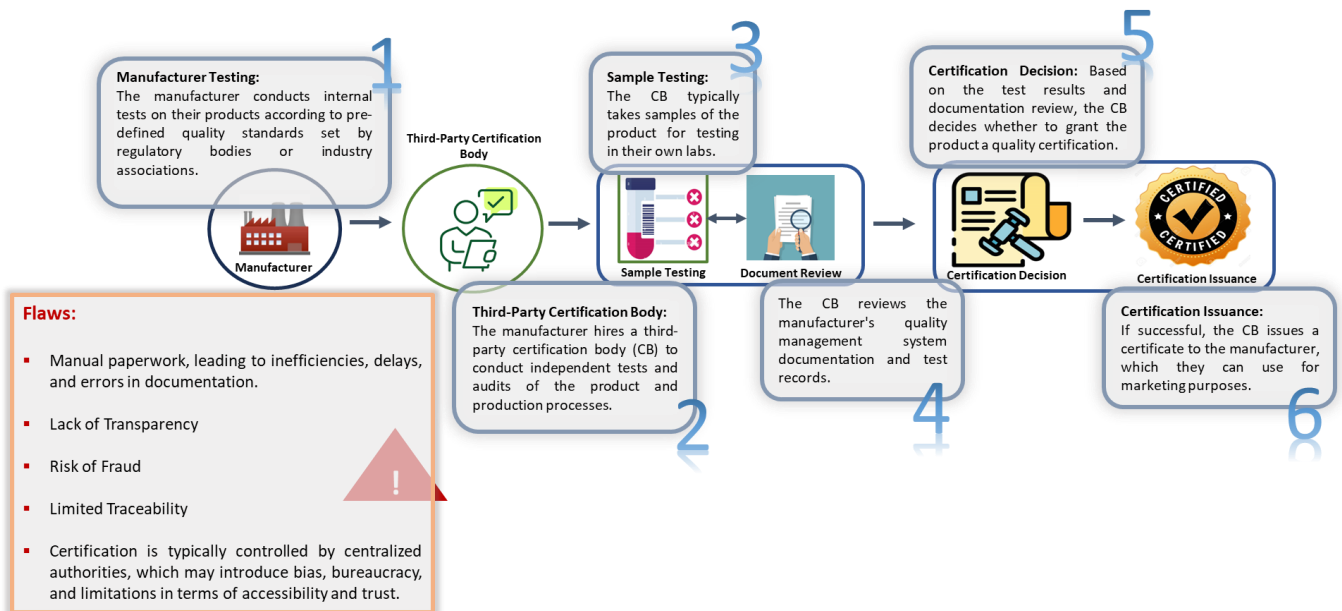 1
Manufacturer Testing:
The manufacturer conducts internal
tests on their products according to pre-
defined quality standards set by
regulatory bodies or industry
associations.
Manufacturer
Third-Party Certification
Body
Third-Party Certification Body:
The manufacturer hires a third-
party certification body (CB) to
conduct independent tests and
audits of the product and
production processes.
2
3
Sample Testing:
The CB typically
takes samples of the
product for testing
in their own labs.
Sample Testing
Document Review
The CB reviews the
manufacturer's quality
management system
documentation and test
records.
4
5
Certification Decision: Based
on the test results and
documentation review, the CB
decides whether to grant the
product a quality certification.
Certification Decision
CERTIFIED
CERTIFIED
Certification Issuance
Certification Issuance:
If successful, the CB issues a
certificate to the manufacturer,
which they can use for
marketing purposes.
6
Flaws:
▪ Manual paperwork, leading to inefficiencies, delays,
and errors in documentation.
▪ Lack of Transparency
▪ Risk of Fraud
▪ Limited Traceability
▪ Certification is typically controlled by centralized
authorities, which may introduce bias, bureaucracy,
and limitations in terms of accessibility and trust.
!